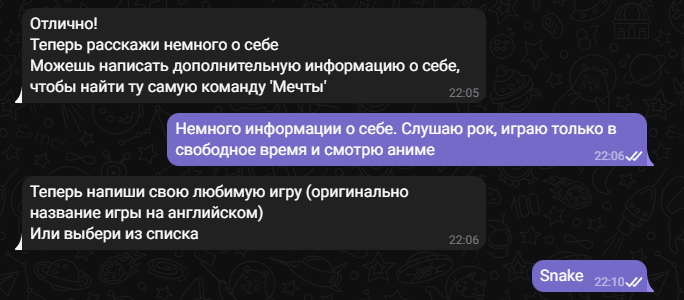 Отлично!
Теперь расскажи немного о себе
Можешь написать дополнительную информацию о себе,
чтобы найти ту самую команду 'Мечты'
22:05
Немного информации о себе. Слушаю рок, играю только в
свободное время и смотрю аниме
22:06
Теперь напиши свою любимую игру (оригинально
название игры на английском)
Или выбери из списка
22:06
Snake
22:10